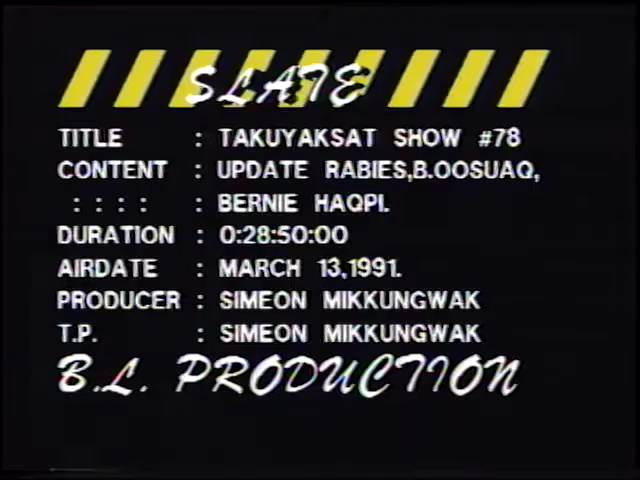 SLATE
TITLE : TAKUYAKSAT SHOW #78
CONTENT : UPDATE RABIES,B.OOSUAQ,
: : : : : BERNIE HAQPI.
DURATION : 0:28:50:00
AIRDATE : MARCH 13,1991.
PRODUCER : SIMEON MIKKUNGWAK
T.P. : SIMEON MIKKUNGWAK
B.L. PRODUCTION